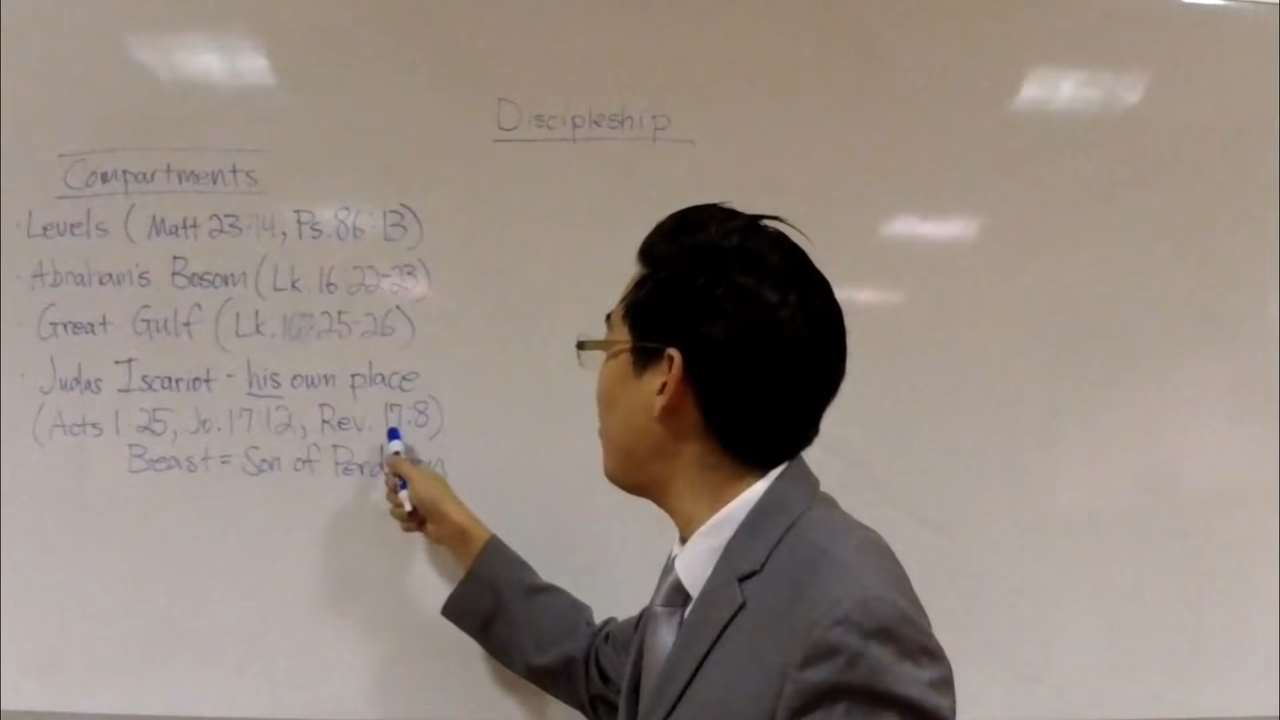 Discipleship
Compartments
· Levels (Matt 23:14, Ps. 86:13)
· Abraham's Bosom (Lk. 16:22-23)
· Great Gulf (Lk. 16:25-26)
· Judas Iscariot - his own place
(Acts 1:25, Jo. 17:12, Rev. 17:8)
Beast = Son of